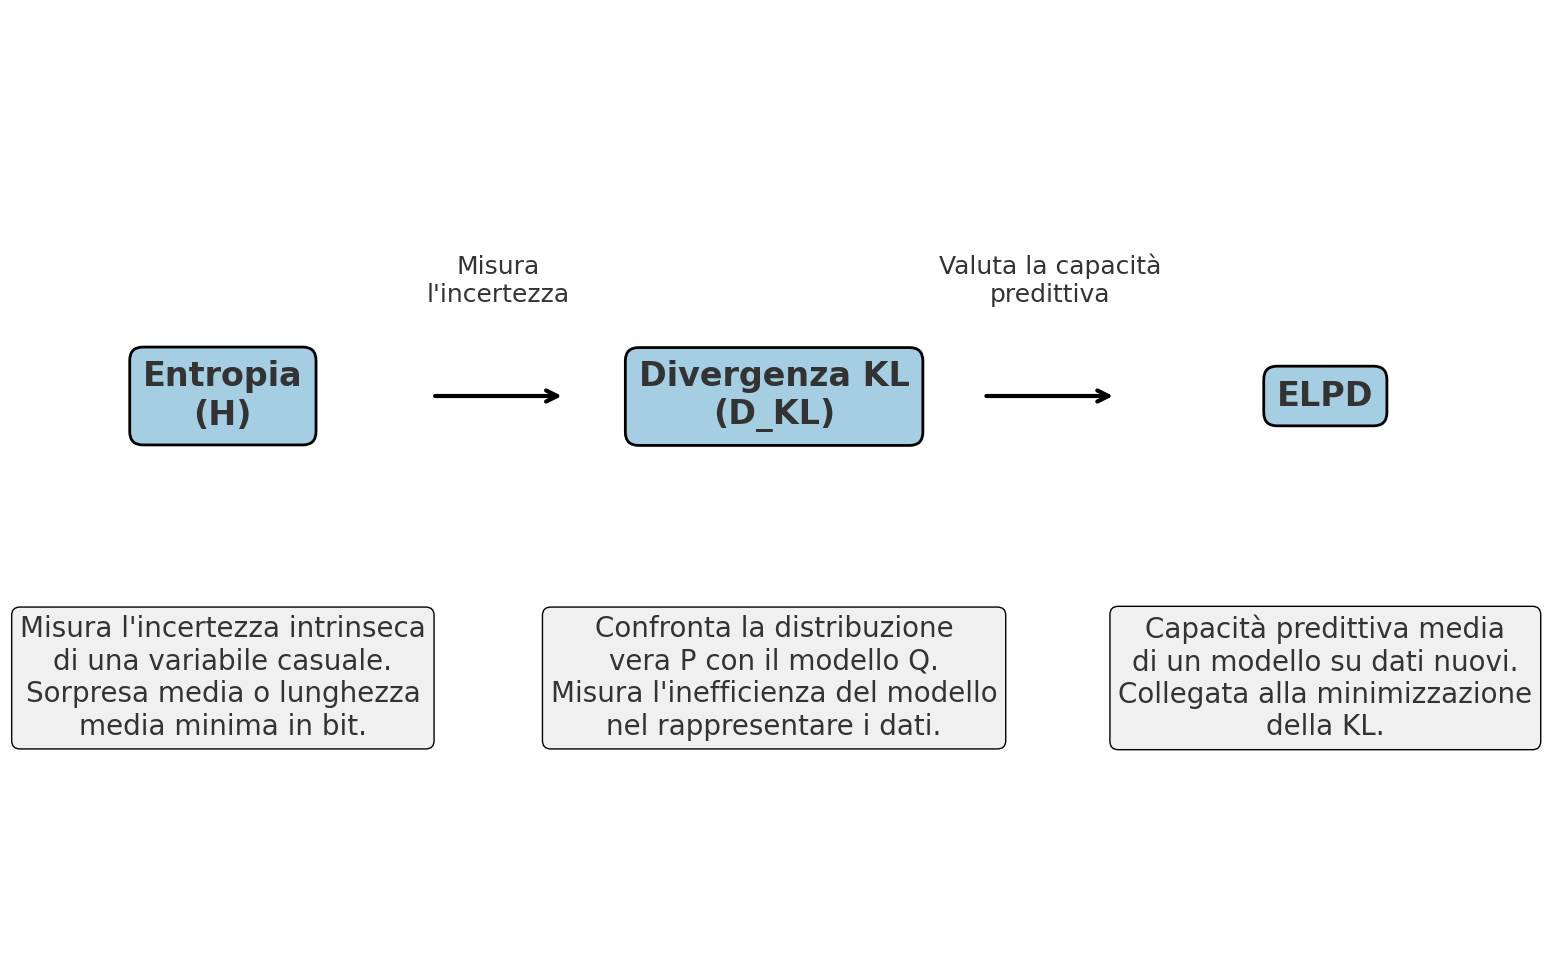 Misura
l'incertezza
Valuta la capacità
predittiva
Entropia
(H)
Divergenza KL
(D_KL)
ELPD
Misura l'incertezza intrinseca
di una variabile casuale.
Sorpresa media o lunghezza
media minima in bit.
Confronta la distribuzione
vera P con il modello Q.
Misura l'inefficienza del modello
nel rappresentare i dati.
Capacità predittiva media
di un modello su dati nuovi.
Collegata alla minimizzazione
della KL.